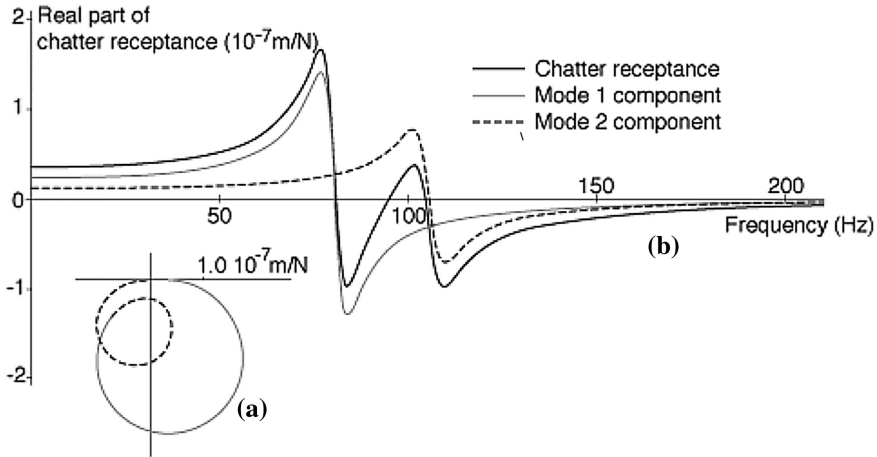 2
Real part of
chatter receptance (10⁻⁷m/N)
Chatter receptance
Mode 1 component
Mode 2 component
1
0
50
100
150
200
Frequency (Hz)
(b)
1.0 10⁻⁷m/N
-1
-2
(a)